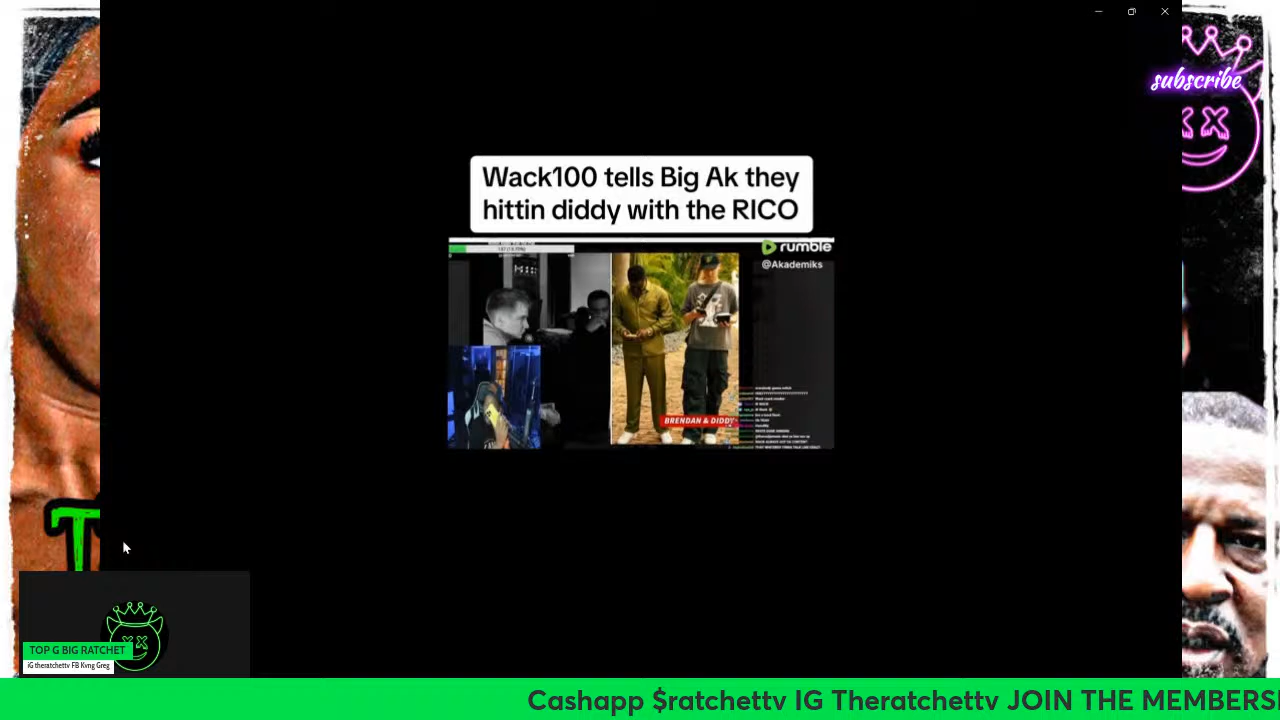 subscribe
Wack100 tells Big Ak they
hittin diddy with the RICO
rumble
@Akademiks
BRENDAN & DIDDY
T
TOP G BIG RATCHET
iG theratchettv FB Kvng Greg
Cashapp $ratchettv IG Theratchettv JOIN THE MEMBERS